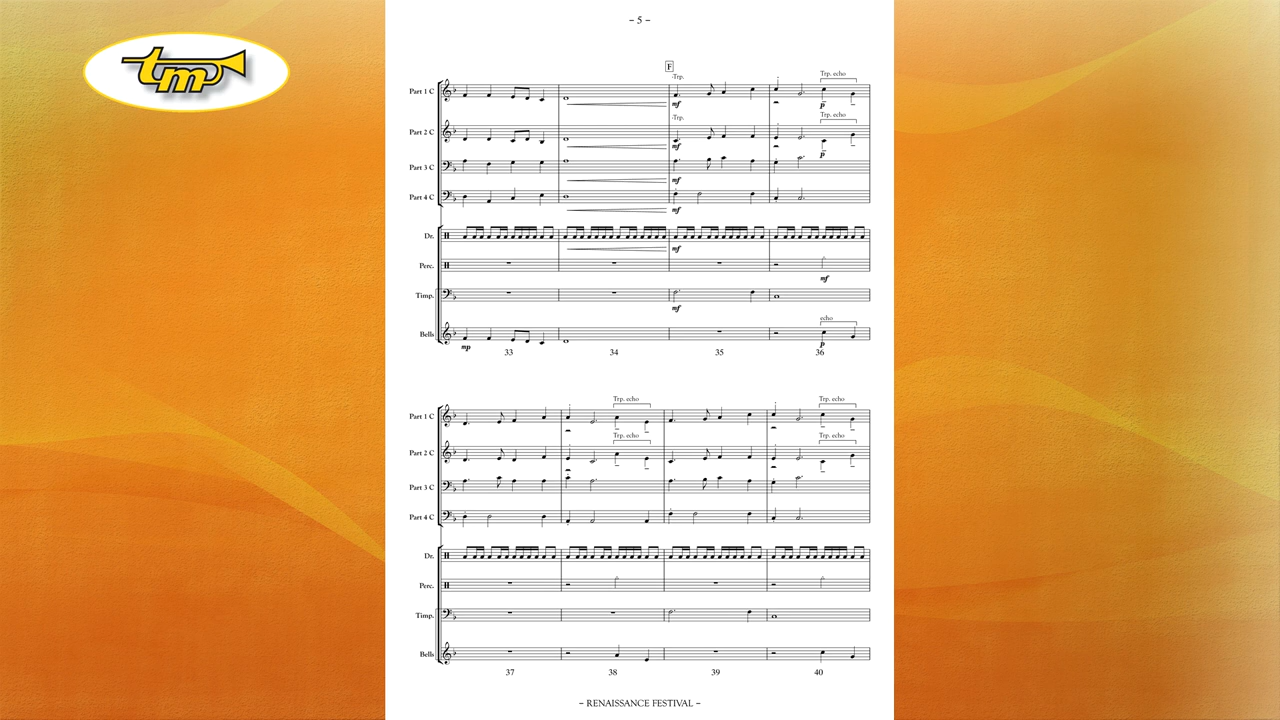 tm
– 5 –
F
Trp.
Trp. echo
Part 1 C
mf
p
Trp.
Trp. echo
Part 2 C
mf
p
Part 3 C
mf
Part 4 C
mf
Dr.
mf
Perc.
mf
Timp.
mf
echo
Bells
mp
p
33 34 35 36
Trp. echo Trp. echo
Part 1 C
Trp. echo Trp. echo
Part 2 C
Part 3 C
Part 4 C
Dr.
Perc.
Timp.
Bells
37 38 39 40
– RENAISSANCE FESTIVAL –